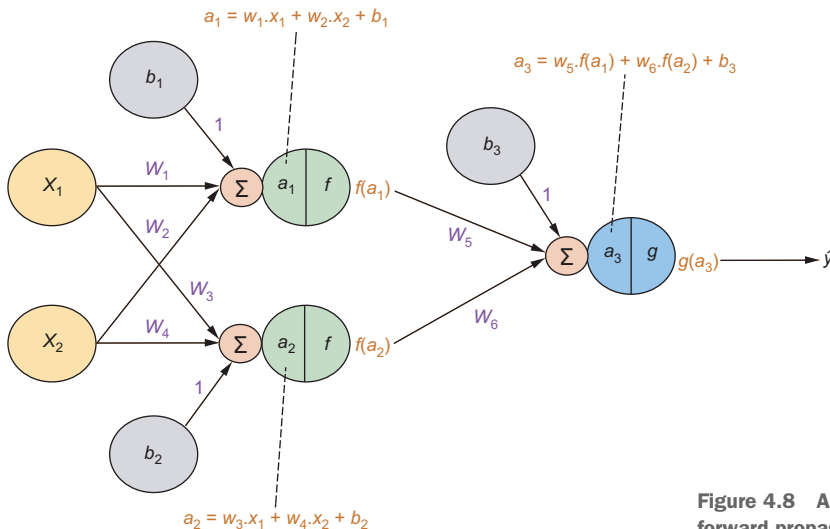 a₁ = w₁.x₁ + w₂.x₂ + b₁
a₃ = w₅.f(a₁) + w₆.f(a₂) + b₃
b₁
1
b₃
1
X₁
W₁
Σ
a₁
f
f(a₁)
W₂
W₅
Σ
a₃
g
g(a₃)
ŷ
W₃
W₆
X₂
W₄
Σ
a₂
f
f(a₂)
1
b₂
a₂ = w₃.x₁ + w₄.x₂ + b₂
Figure 4.8 A